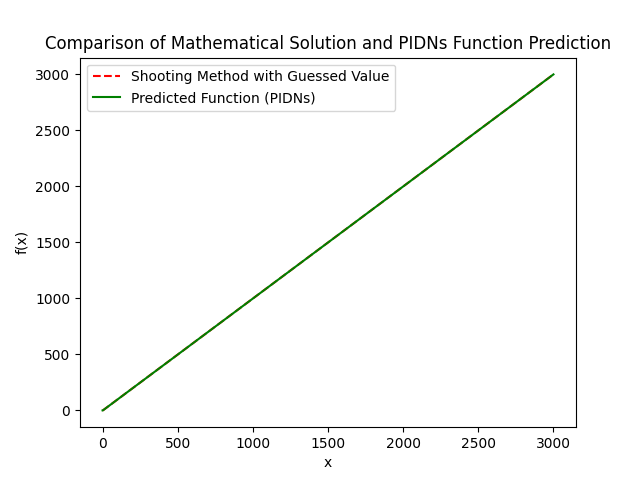 Comparison of Mathematical Solution and PIDNs Function Prediction
Shooting Method with Guessed Value
Predicted Function (PIDNs)
3000
2500
2000
1500
1000
500
0
f(x)
0 500 1000 1500 2000 2500 3000
x